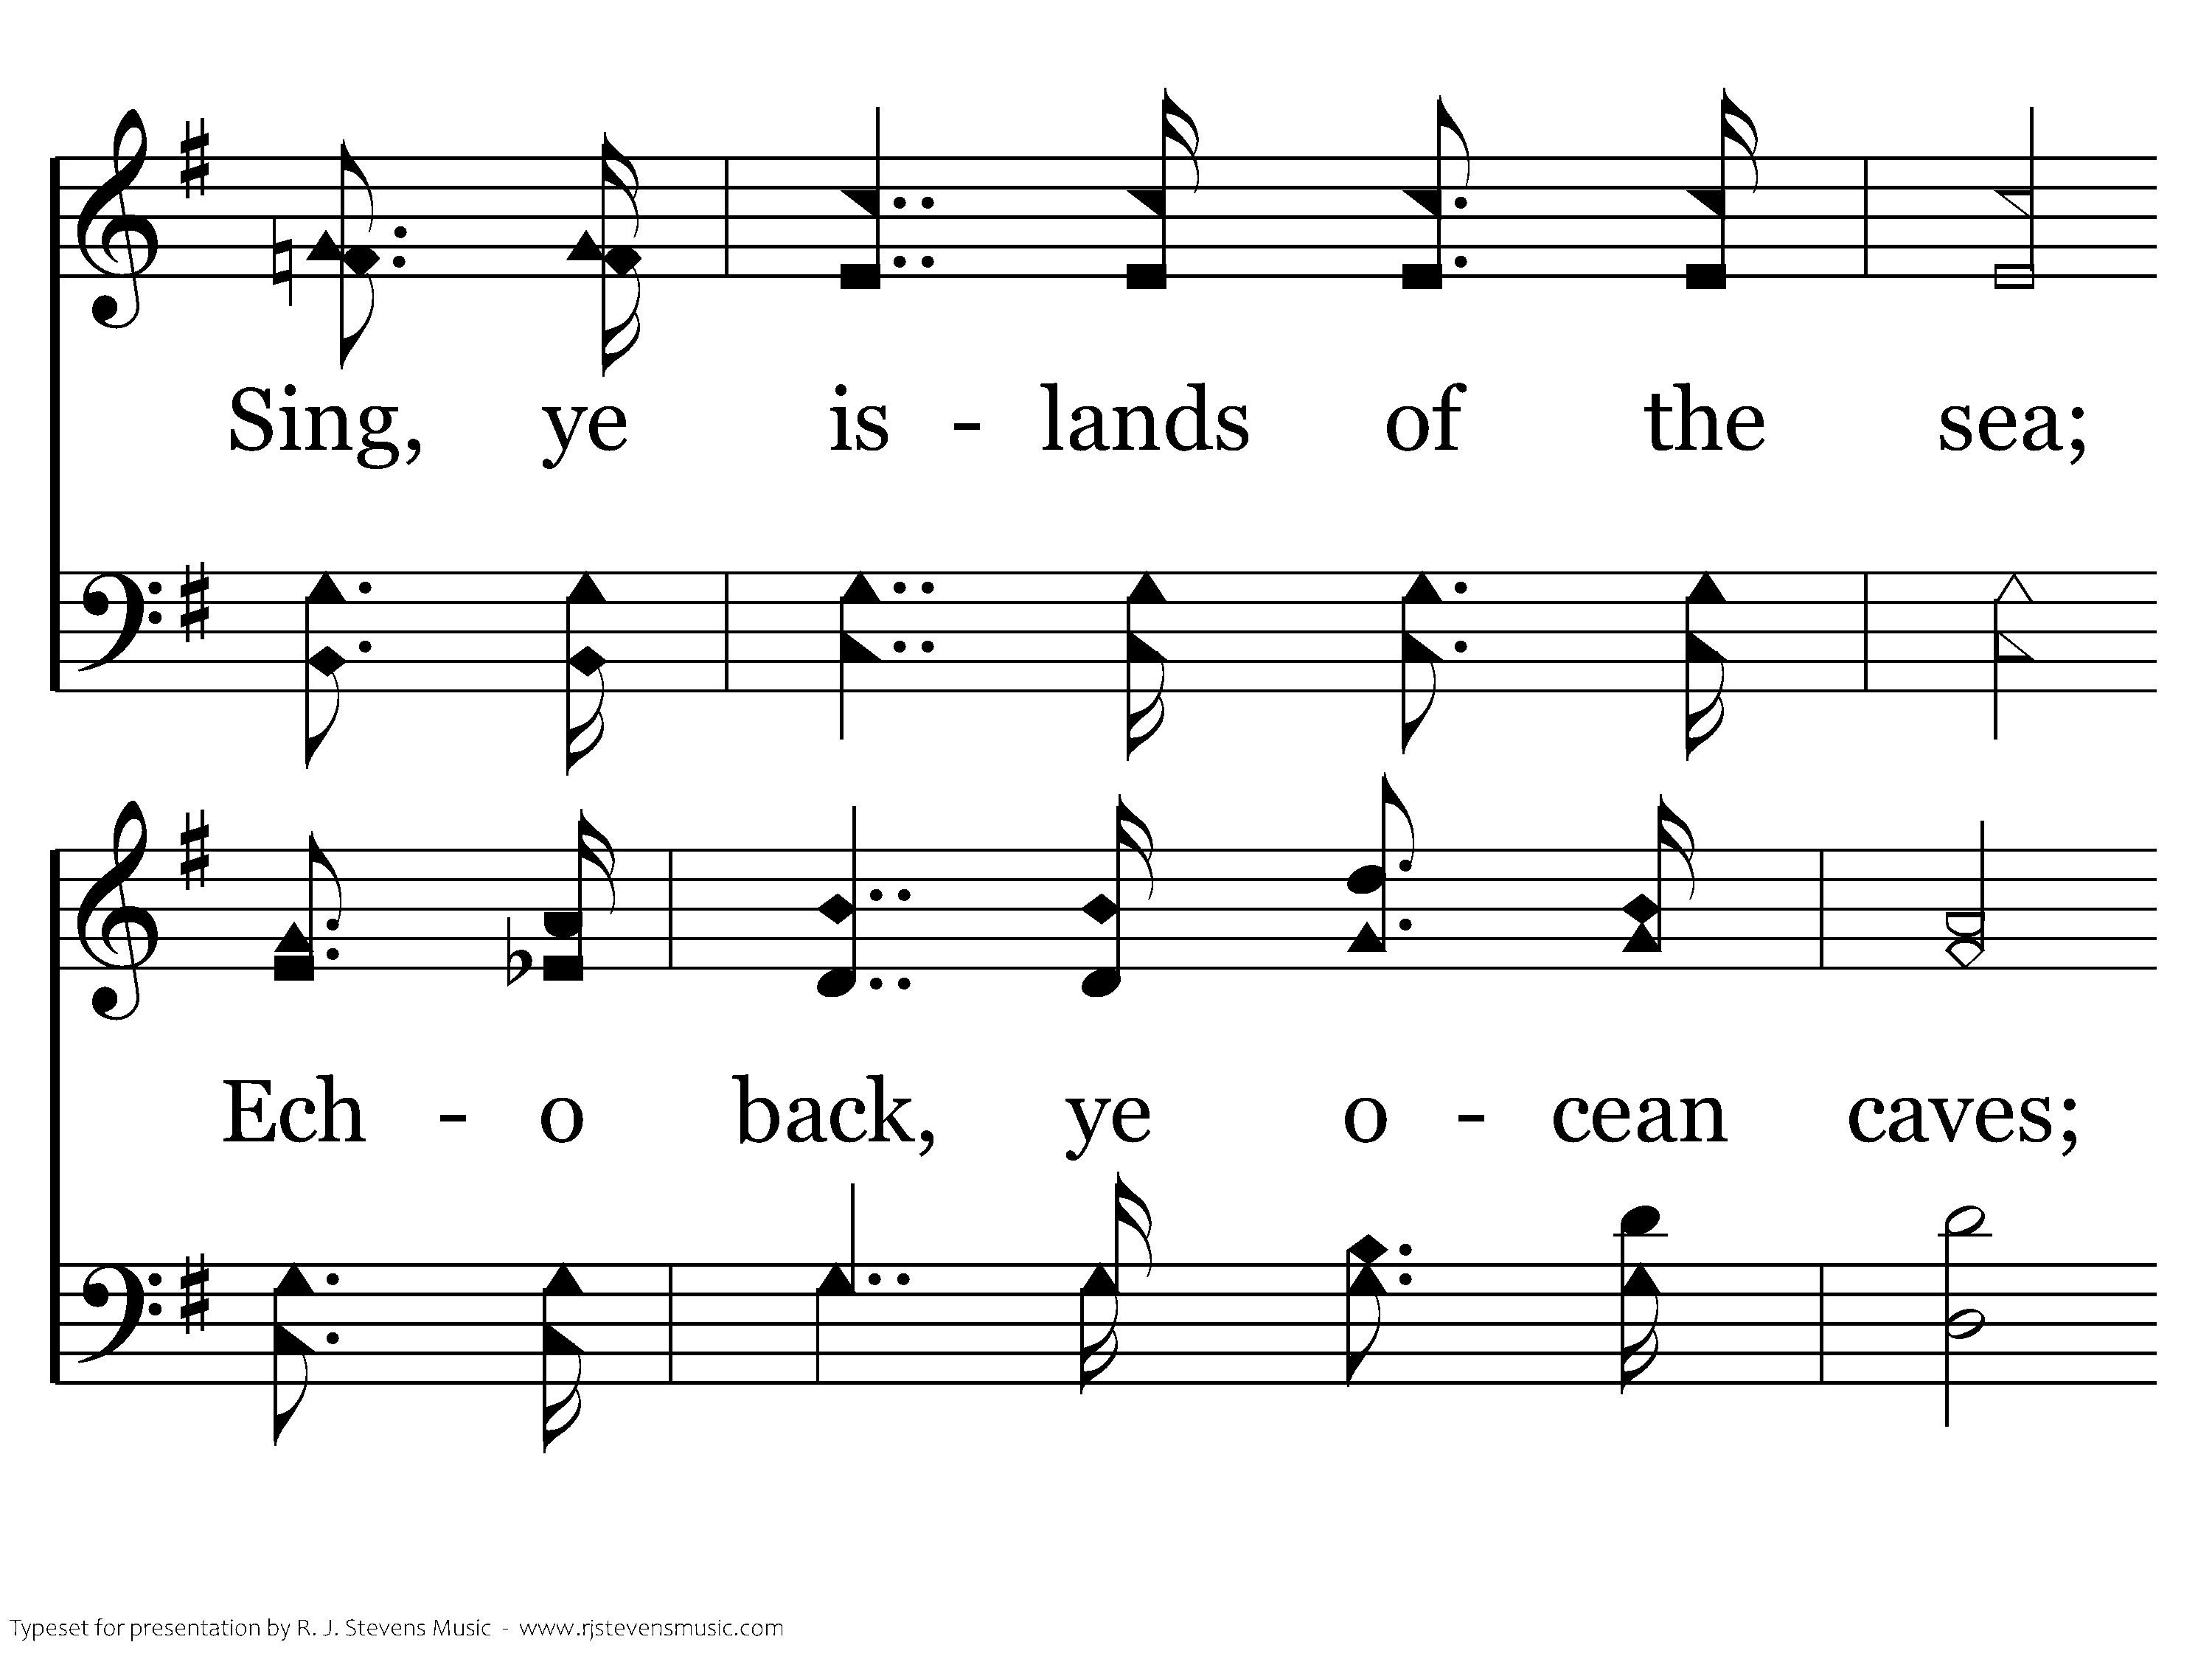 Sing, ye is - lands of the sea;
Ech - o back, ye o - cean caves;
Typeset for presentation by R. J. Stevens Music - www.rjstevensmusic.com